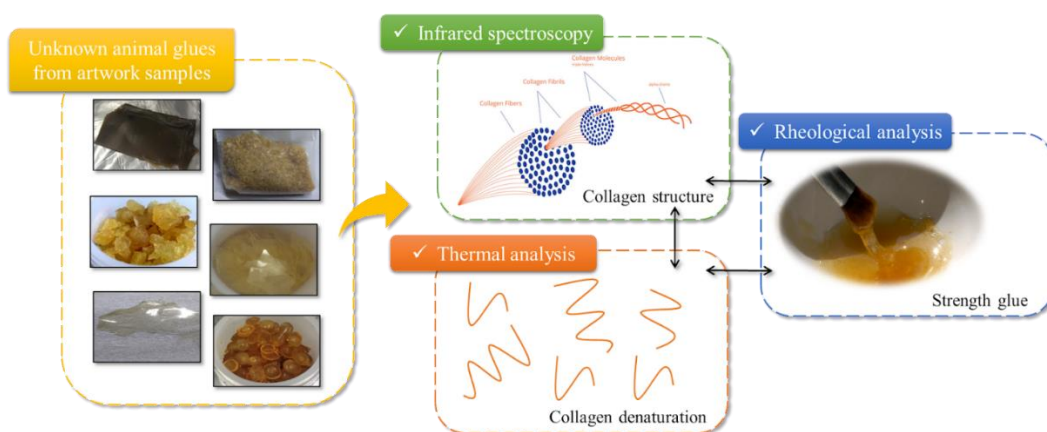 Unknown animal glues
from artwork samples
✓ Infrared spectroscopy
Collagen Molecules
Collagen Fibrils
Collagen Fibers
Collagen structure
✓ Rheological analysis
Strength glue
✓ Thermal analysis
Collagen denaturation